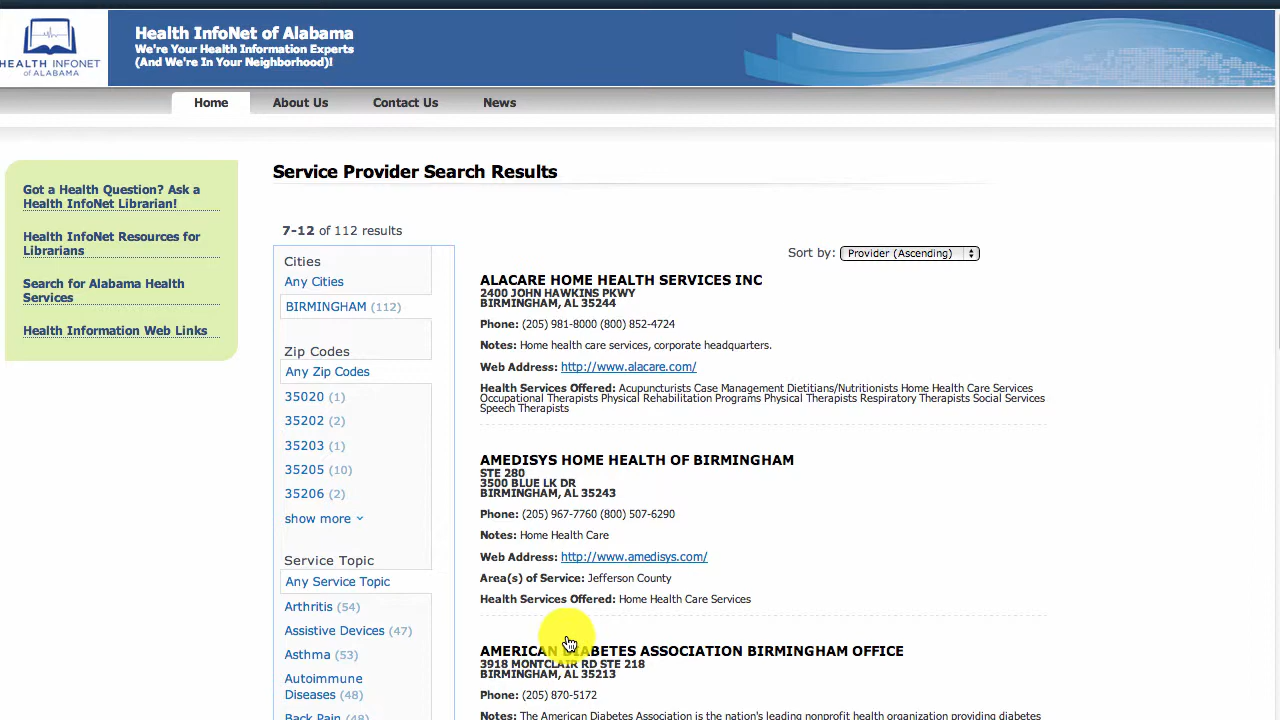 HEALTH INFONET
of ALABAMA
Health InfoNet of Alabama
We're Your Health Information Experts
(And We're In Your Neighborhood)!
Home About Us Contact Us News
Got a Health Question? Ask a
Health InfoNet Librarian!
Health InfoNet Resources for
Librarians
Search for Alabama Health
Services
Health Information Web Links
Service Provider Search Results
7-12 of 112 results
Sort by: Provider (Ascending)
Cities
Any Cities
BIRMINGHAM (112)
Zip Codes
Any Zip Codes
35020 (1)
35202 (2)
35203 (1)
35205 (10)
35206 (2)
show more
Service Topic
Any Service Topic
Arthritis (54)
Assistive Devices (47)
Asthma (53)
Autoimmune
Diseases (48)
Back Pain (48)
ALACARE HOME HEALTH SERVICES INC
2400 JOHN HAWKINS PKWY
BIRMINGHAM, AL 35244
Phone: (205) 981-8000 (800) 852-4724
Notes: Home health care services, corporate headquarters.
Web Address: http://www.alacare.com/
Health Services Offered: Acupuncturists Case Management Dietitians/Nutritionists Home Health Care Services
Occupational Therapists Physical Rehabilitation Programs Physical Therapists Respiratory Therapists Social Services
Speech Therapists
AMEDISYS HOME HEALTH OF BIRMINGHAM
STE 280
3500 BLUE LK DR
BIRMINGHAM, AL 35243
Phone: (205) 967-7760 (800) 507-6290
Notes: Home Health Care
Web Address: http://www.amedisys.com/
Area(s) of Service: Jefferson County
Health Services Offered: Home Health Care Services
AMERICAN DIABETES ASSOCIATION BIRMINGHAM OFFICE
3918 MONTCLAIR RD STE 218
BIRMINGHAM, AL 35213
Phone: (205) 870-5172
Notes: The American Diabetes Association is the nation's leading nonprofit health organization providing diabetes